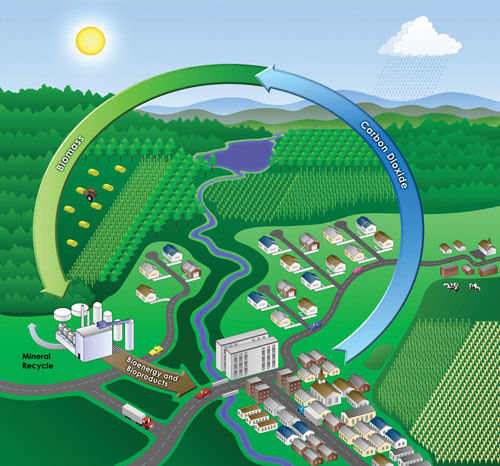 Biomass
Carbon Dioxide
Mineral
Recycle
Bioenergy and
Bioproducts